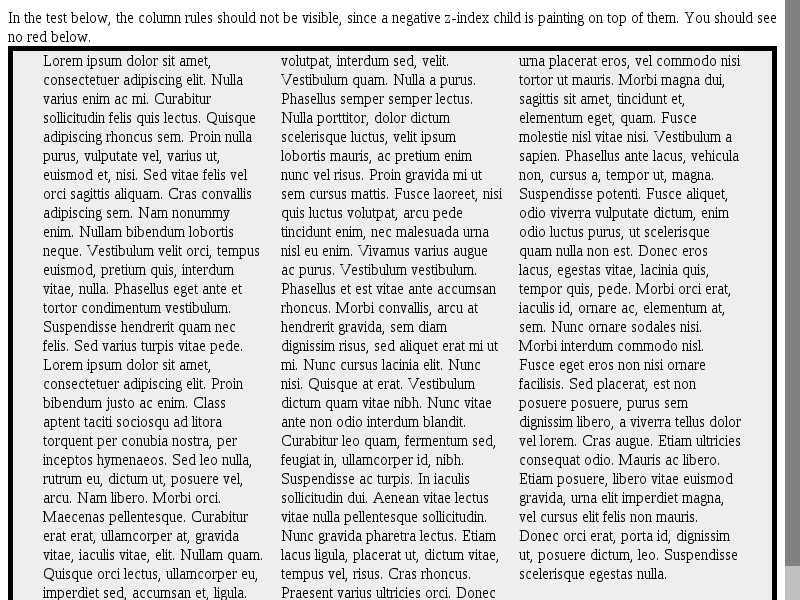 In the test below, the column rules should not be visible, since a negative z-index child is painting on top of them. You should see
no red below.
Lorem ipsum dolor sit amet,
consectetuer adipiscing elit. Nulla
varius enim ac mi. Curabitur
sollicitudin felis quis lectus. Quisque
adipiscing rhoncus sem. Proin nulla
purus, vulputate vel, varius ut,
euismod et, nisi. Sed vitae felis vel
orci sagittis aliquam. Cras convallis
adipiscing sem. Nam nonummy
enim. Nullam bibendum lobortis
neque. Vestibulum velit orci, tempus
euismod, pretium quis, interdum
vitae, nulla. Phasellus eget ante et
tortor condimentum vestibulum.
Suspendisse hendrerit quam nec
felis. Sed varius turpis vitae pede.
Lorem ipsum dolor sit amet,
consectetuer adipiscing elit. Proin
bibendum justo ac enim. Class
aptent taciti sociosqu ad litora
torquent per conubia nostra, per
inceptos hymenaeos. Sed leo nulla,
rutrum eu, dictum ut, posuere vel,
arcu. Nam libero. Morbi orci.
Maecenas pellentesque. Curabitur
erat erat, ullamcorper at, gravida
vitae, iaculis vitae, elit. Nullam quam.
Quisque orci lectus, ullamcorper eu,
imperdiet sed, accumsan et, ligula.
volutpat, interdum sed, velit.
Vestibulum quam. Nulla a purus.
Phasellus semper semper lectus.
Nulla porttitor, dolor dictum
scelerisque luctus, velit ipsum
lobortis mauris, ac pretium enim
nunc vel risus. Proin gravida mi ut
sem cursus mattis. Fusce laoreet, nisi
quis luctus volutpat, arcu pede
tincidunt enim, nec malesuada urna
nisl eu enim. Vivamus varius augue
ac purus. Vestibulum vestibulum.
Phasellus et est vitae ante accumsan
rhoncus. Morbi convallis, arcu at
hendrerit gravida, sem diam
dignissim risus, sed aliquet erat mi ut
mi. Nunc cursus lacinia elit. Nunc
nisi. Quisque at erat. Vestibulum
dictum quam vitae nibh. Nunc vitae
ante non odio interdum blandit.
Curabitur leo quam, fermentum sed,
feugiat in, ullamcorper id, nibh.
Suspendisse ac turpis. In iaculis
sollicitudin dui. Aenean vitae lectus
vitae nulla pellentesque sollicitudin.
Nunc gravida pharetra lectus. Etiam
lacus ligula, placerat ut, dictum vitae,
tempus vel, risus. Cras rhoncus.
Praesent varius ultricies orci. Donec
urna placerat eros, vel commodo nisi
tortor ut mauris. Morbi magna dui,
sagittis sit amet, tincidunt et,
elementum eget, quam. Fusce
molestie nisl vitae nisi. Vestibulum a
sapien. Phasellus ante lacus, vehicula
non, cursus a, tempor ut, magna.
Suspendisse potenti. Fusce aliquet,
odio viverra vulputate dictum, enim
odio luctus purus, ut scelerisque
quam nulla non est. Donec eros
lacus, egestas vitae, lacinia quis,
tempor quis, pede. Morbi orci erat,
iaculis id, ornare ac, elementum at,
sem. Nunc ornare sodales nisi.
Morbi interdum commodo nisl.
Fusce eget eros non nisi ornare
facilisis. Sed placerat, est non
posuere posuere, purus sem
dignissim libero, a viverra tellus dolor
vel lorem. Cras augue. Etiam ultricies
consequat odio. Mauris ac libero.
Etiam posuere, libero vitae euismod
gravida, urna elit imperdiet magna,
vel cursus elit felis non mauris.
Donec orci erat, porta id, dignissim
ut, posuere dictum, leo. Suspendisse
scelerisque egestas nulla.